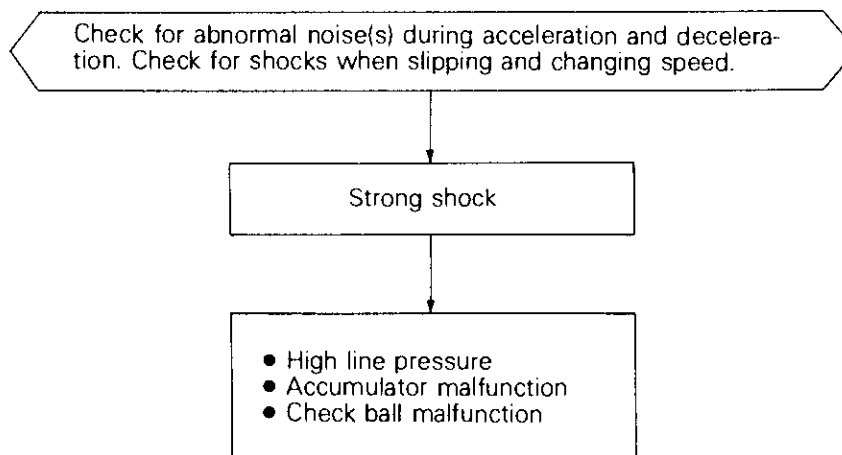 Check for abnormal noise(s) during acceleration and decelera-
tion. Check for shocks when slipping and changing speed.
Strong shock
● High line pressure
● Accumulator malfunction
● Check ball malfunction